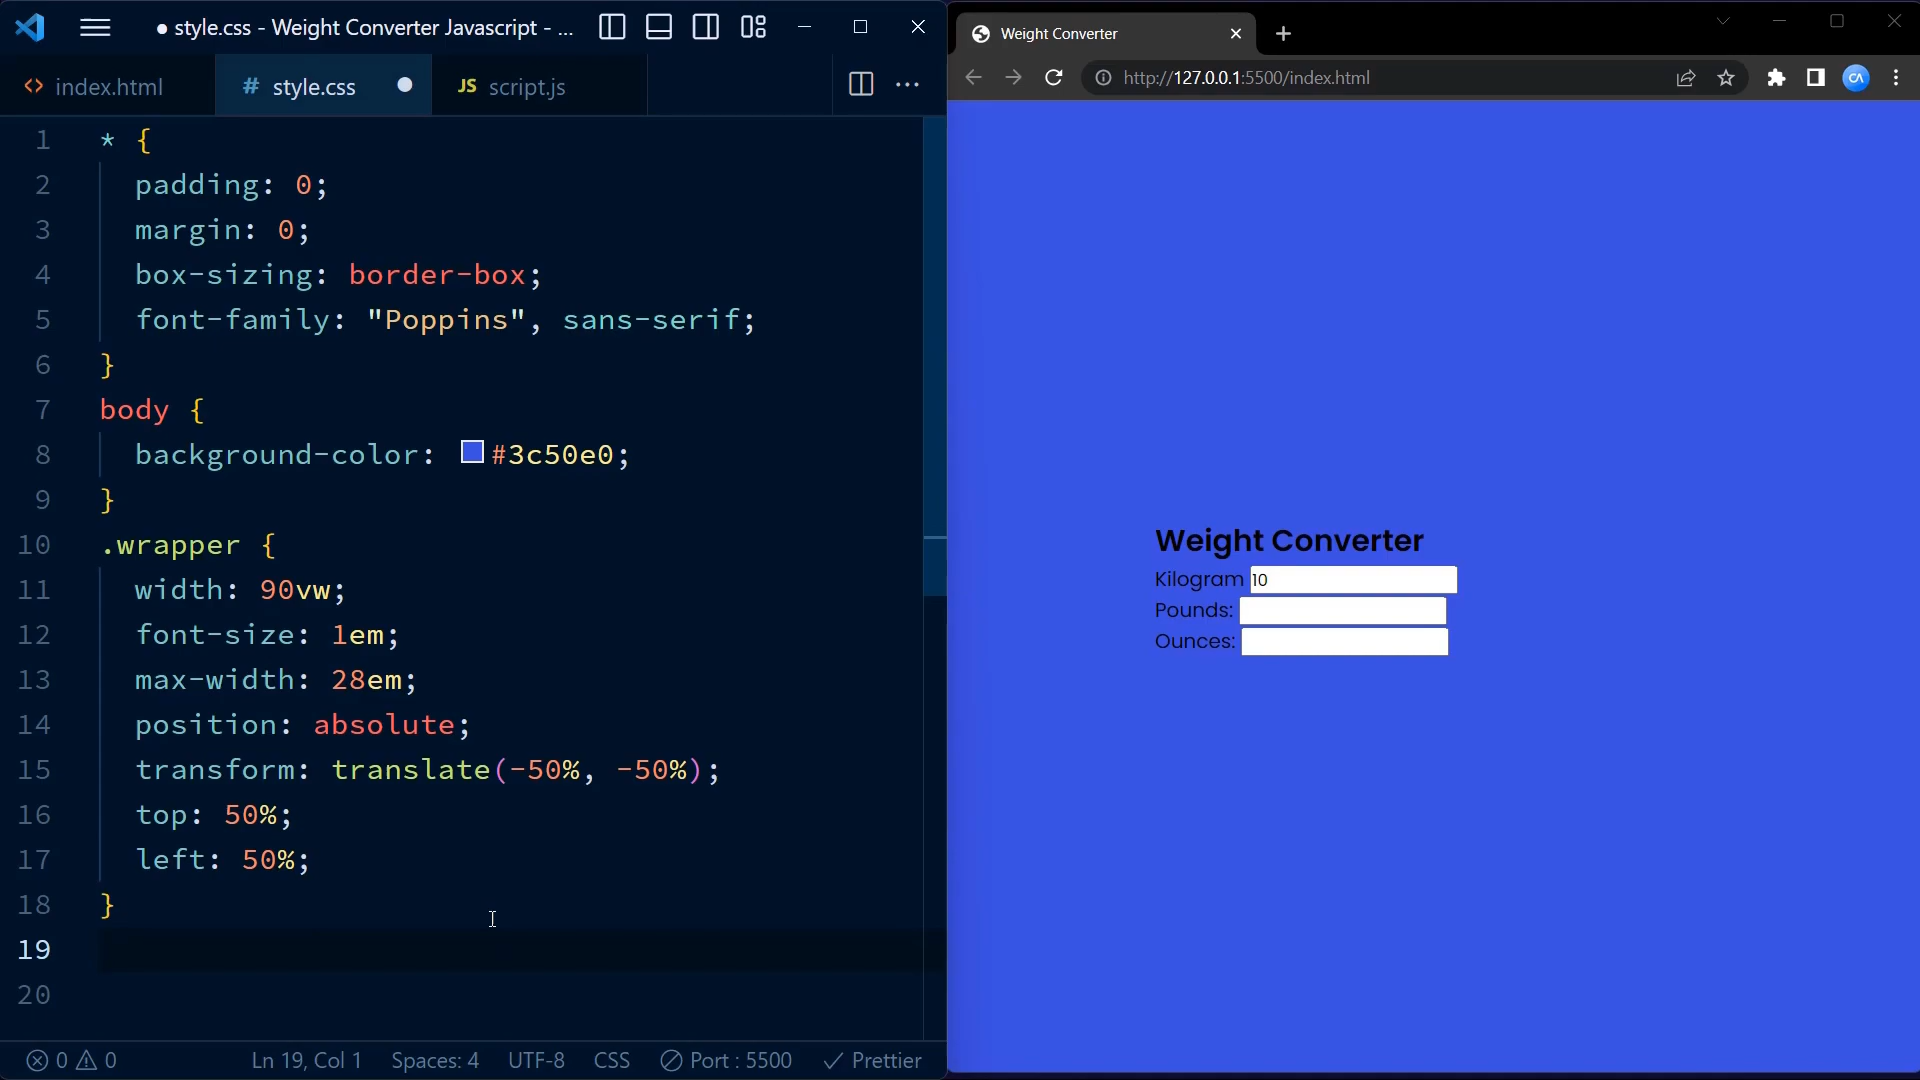 ● style.css - Weight Converter Javascript - ...
<> index.html
# style.css ●
JS script.js
1 * {
2 padding: 0;
3 margin: 0;
4 box-sizing: border-box;
5 font-family: "Poppins", sans-serif;
6 }
7 body {
8 background-color: #3c50e0;
9 }
10 .wrapper {
11 width: 90vw;
12 font-size: 1em;
13 max-width: 28em;
14 position: absolute;
15 transform: translate(-50%, -50%);
16 top: 50%;
17 left: 50%;
18 }
19
20
0 0 Ln 19, Col 1 Spaces: 4 UTF-8 CSS Port : 5500 Prettier
Weight Converter
http://127.0.0.1:5500/index.html
CA
Weight Converter
Kilogram 10
Pounds:
Ounces: